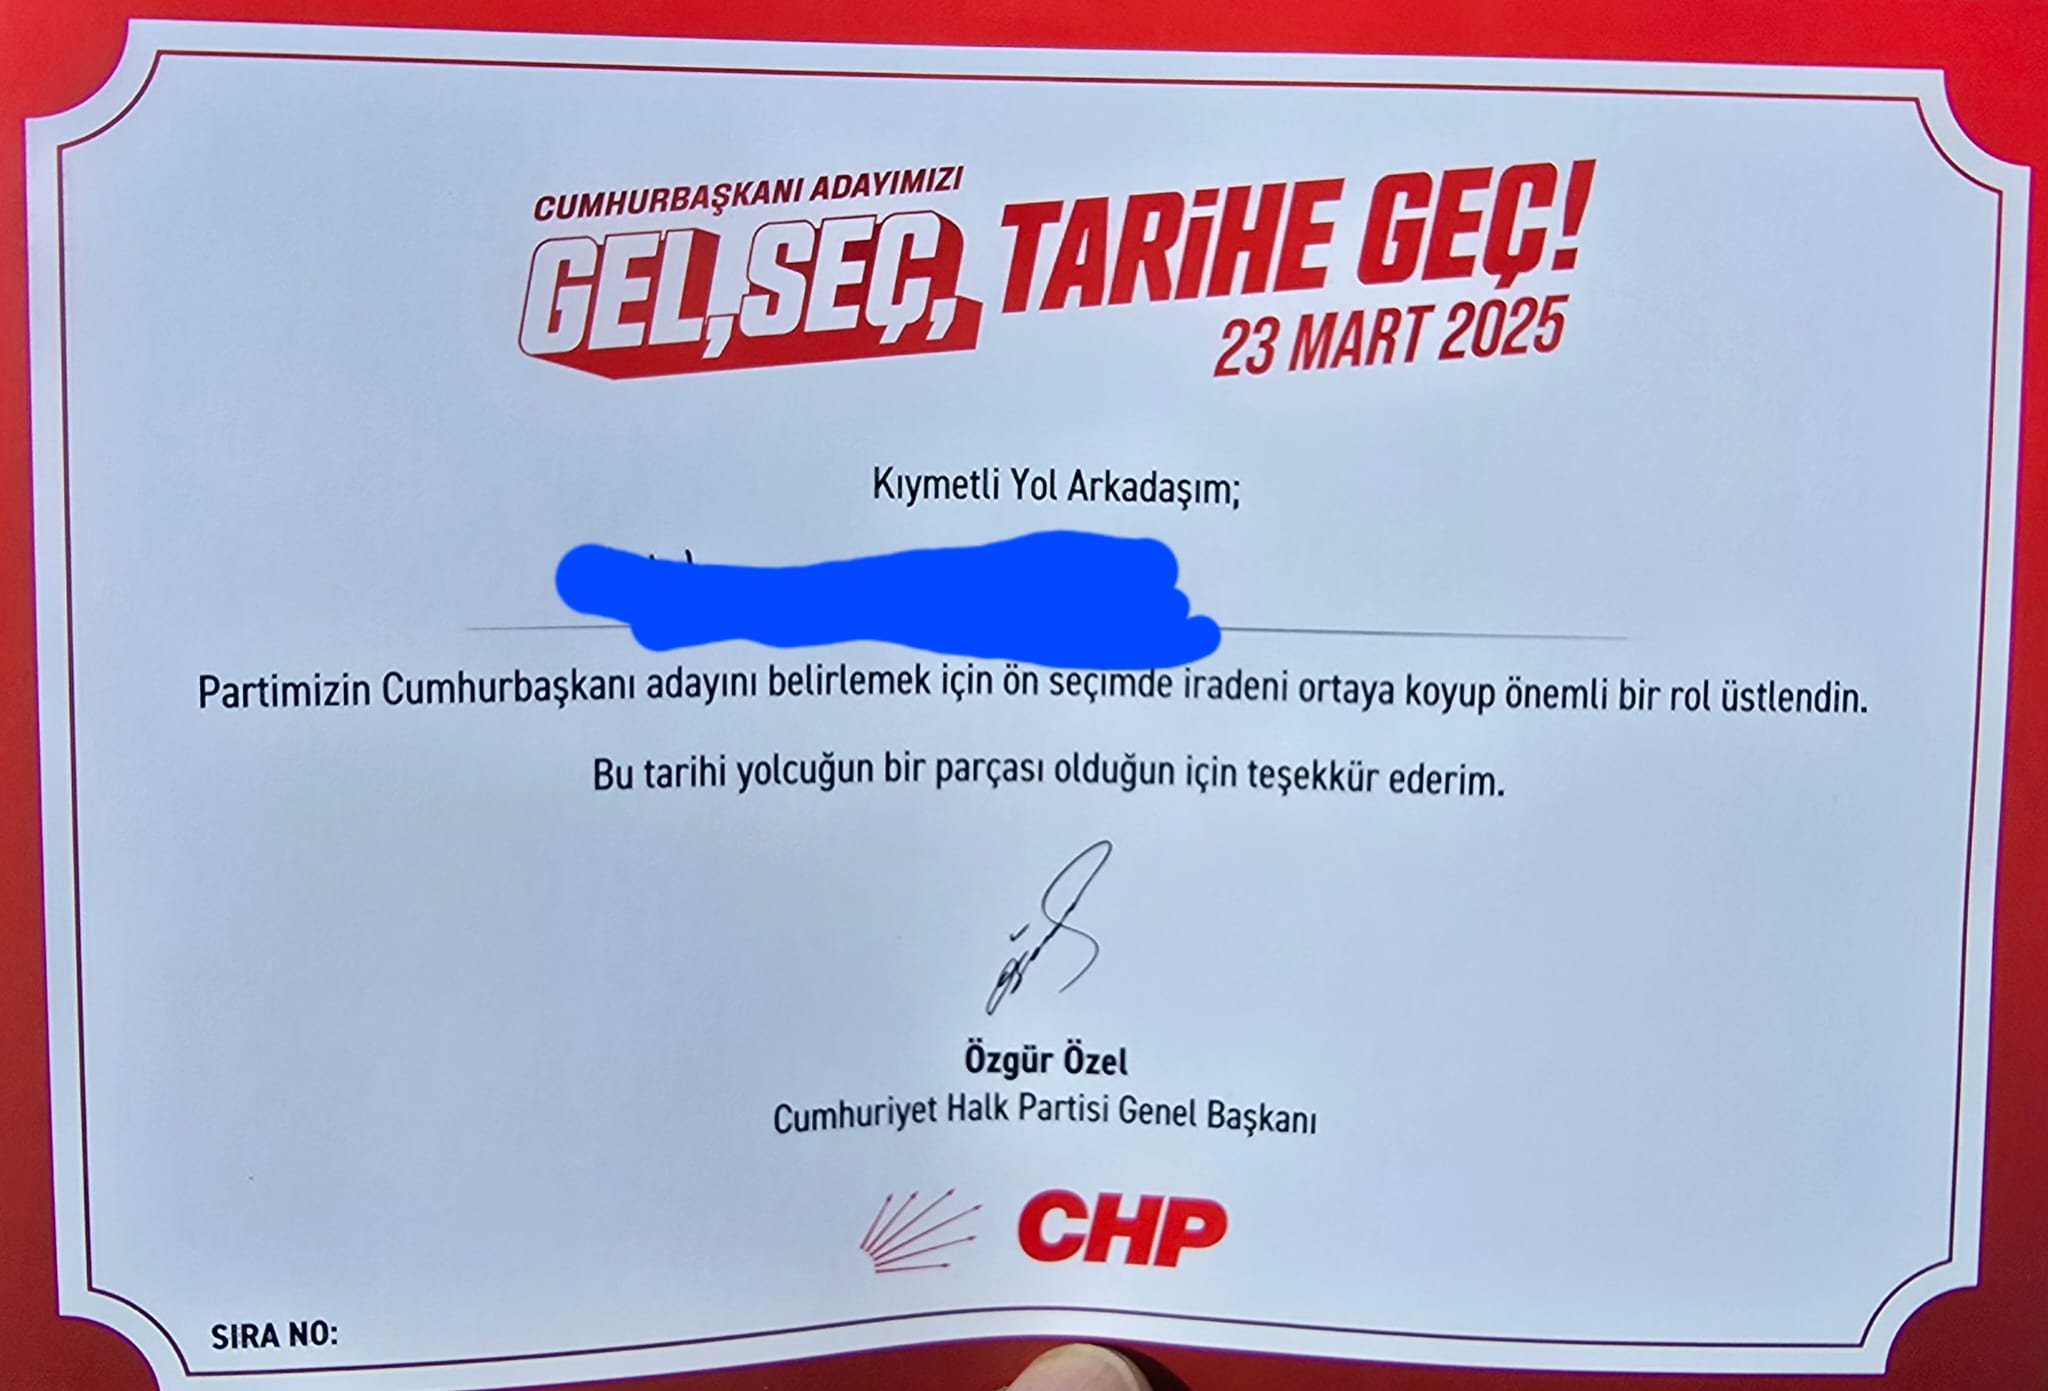 CUMHURBAŞKANI ADAYIMIZI
GEL, SEÇ, TARİHE GEÇ!
23 MART 2025
Kıymetli Yol Arkadaşım;
Partimizin Cumhurbaşkanı adayını belirlemek için ön seçimde iradeni ortaya koyup önemli bir rol üstlendin.
Bu tarihi yolcuğun bir parçası olduğun için teşekkür ederim.
Özgür Özel
Cumhuriyet Halk Partisi Genel Başkanı
CHP
SIRA NO: